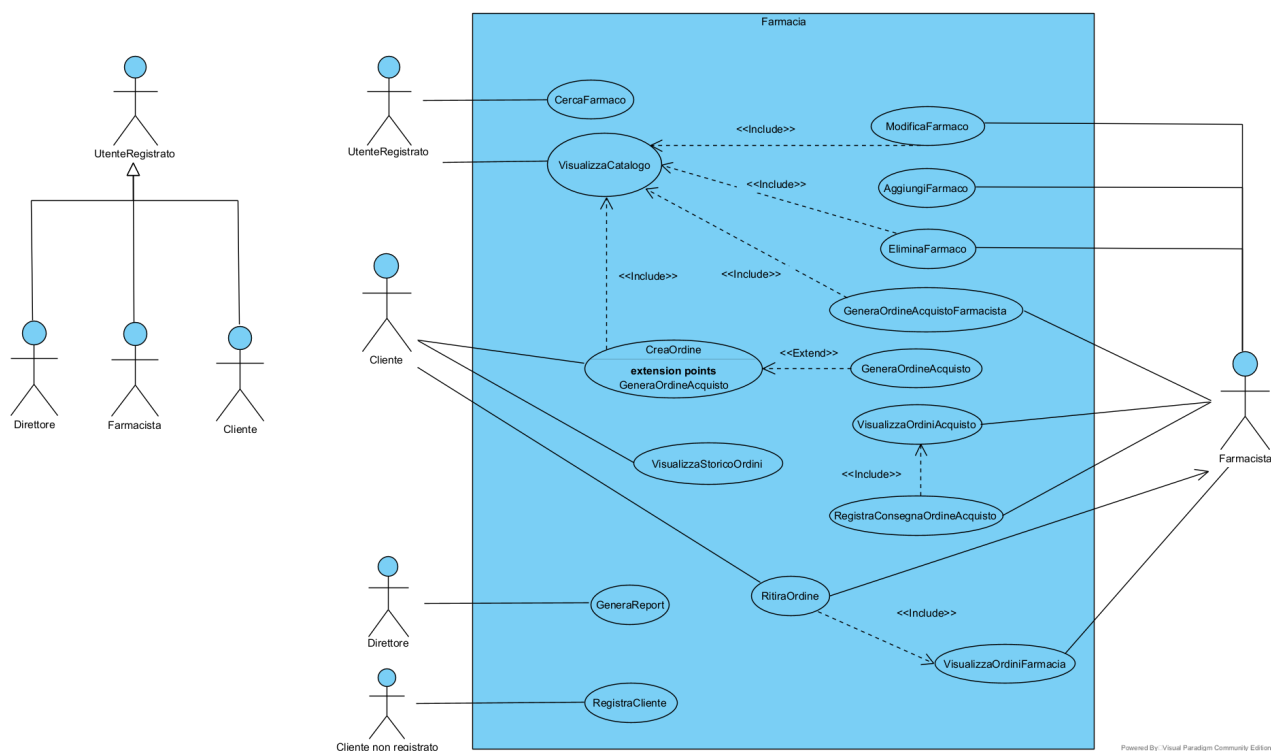 Farmacia
UtenteRegistrato
Direttore
Farmacista
Cliente
UtenteRegistrato
CercaFarmaco
VisualizzaCatalogo
<<Include>>
ModificaFarmaco
AggiungiFarmaco
<<Include>>
EliminaFarmaco
Cliente
<<Include>>
<<Include>>
GeneraOrdineAcquistoFarmacista
CreaOrdine
extension points
GeneraOrdineAcquisto
<<Extend>>
GeneraOrdineAcquisto
VisualizzaOrdiniAcquisto
Farmacista
VisualizzaStoricoOrdini
<<Include>>
RegistraConsegnaOrdineAcquisto
Direttore
GeneraReport
RitiraOrdine
<<Include>>
VisualizzaOrdiniFarmacia
Cliente non registrato
RegistraCliente
Powered By: Visual Paradigm Community Edition